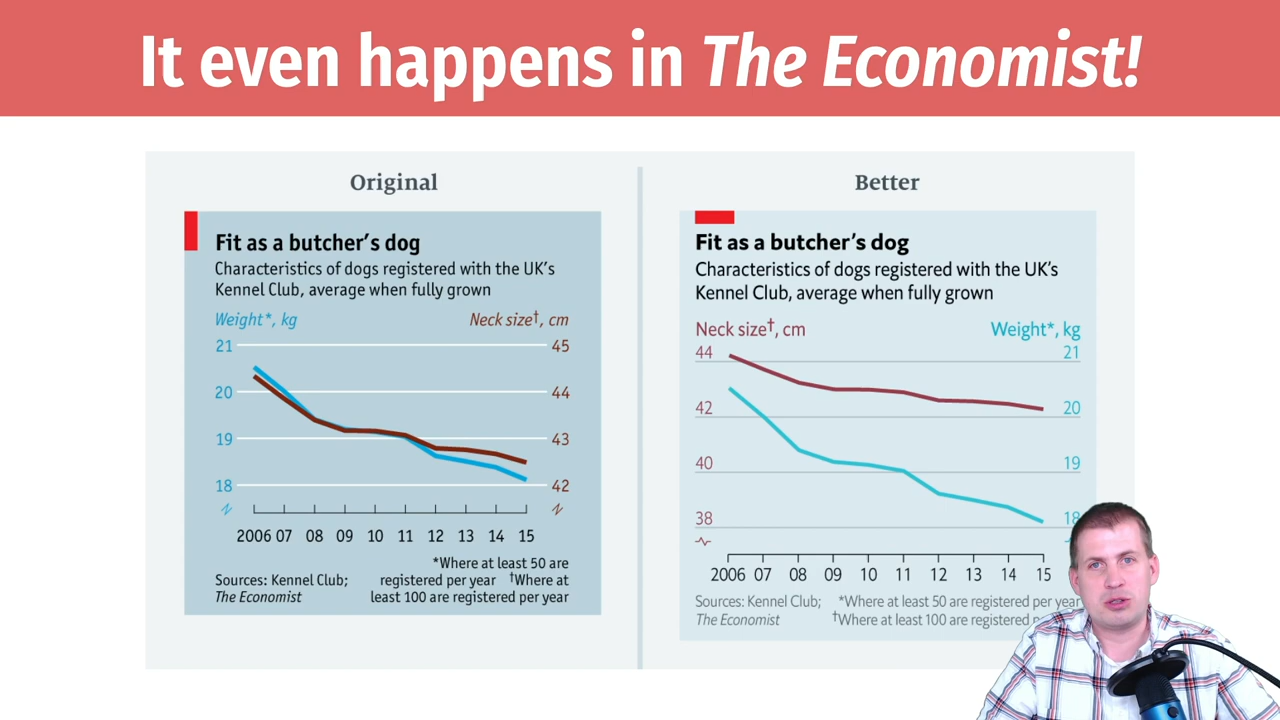 It even happens in The Economist!
Original
Fit as a butcher's dog
Characteristics of dogs registered with the UK's
Kennel Club, average when fully grown
Weight*, kg
Neck size†, cm
21
45
20
44
19
43
18
42
2006 07 08 09 10 11 12 13 14 15
*Where at least 50 are
Sources: Kennel Club; registered per year †Where at
The Economist least 100 are registered per year
Better
Fit as a butcher's dog
Characteristics of dogs registered with the UK's
Kennel Club, average when fully grown
Neck size†, cm
Weight*, kg
44
21
42
20
40
19
38
18
2006 07 08 09 10 11 12 13 14 15
Sources: Kennel Club; *Where at least 50 are registered per year
The Economist †Where at least 100 are registered